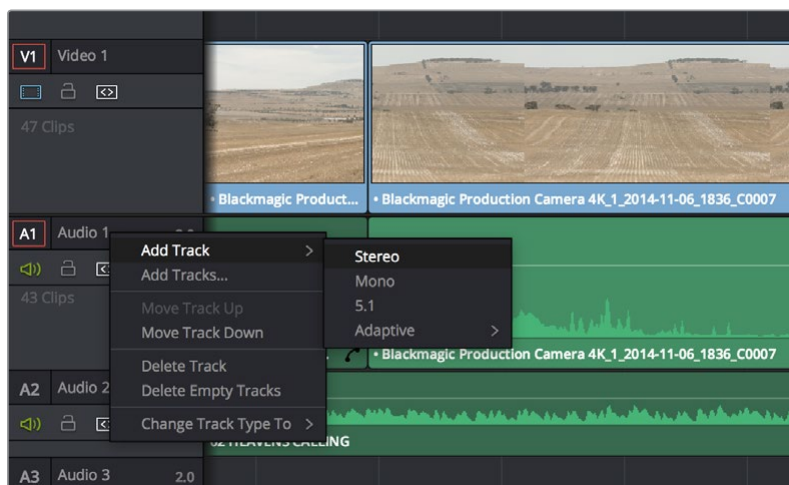 V1 Video 1
47 Clips
• Blackmagic Product...
• Blackmagic Production Camera 4K_1_2014-11-06_1836_C0007
A1 Audio 1
43 Clips
Add Track >
Add Tracks...
Move Track Up
Move Track Down
Delete Track
Delete Empty Tracks
Change Track Type To >
Stereo
Mono
5.1
Adaptive >
• Blackmagic Production Camera 4K_1_2014-11-06_1836_C0007
A2 Audio 2
HEAVENS CALLING
A3 Audio 3 2.0